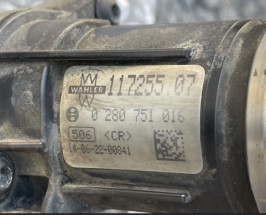 WAHLER 117255.07
0 280 751 016
506 <CR>
14-06-22-00841